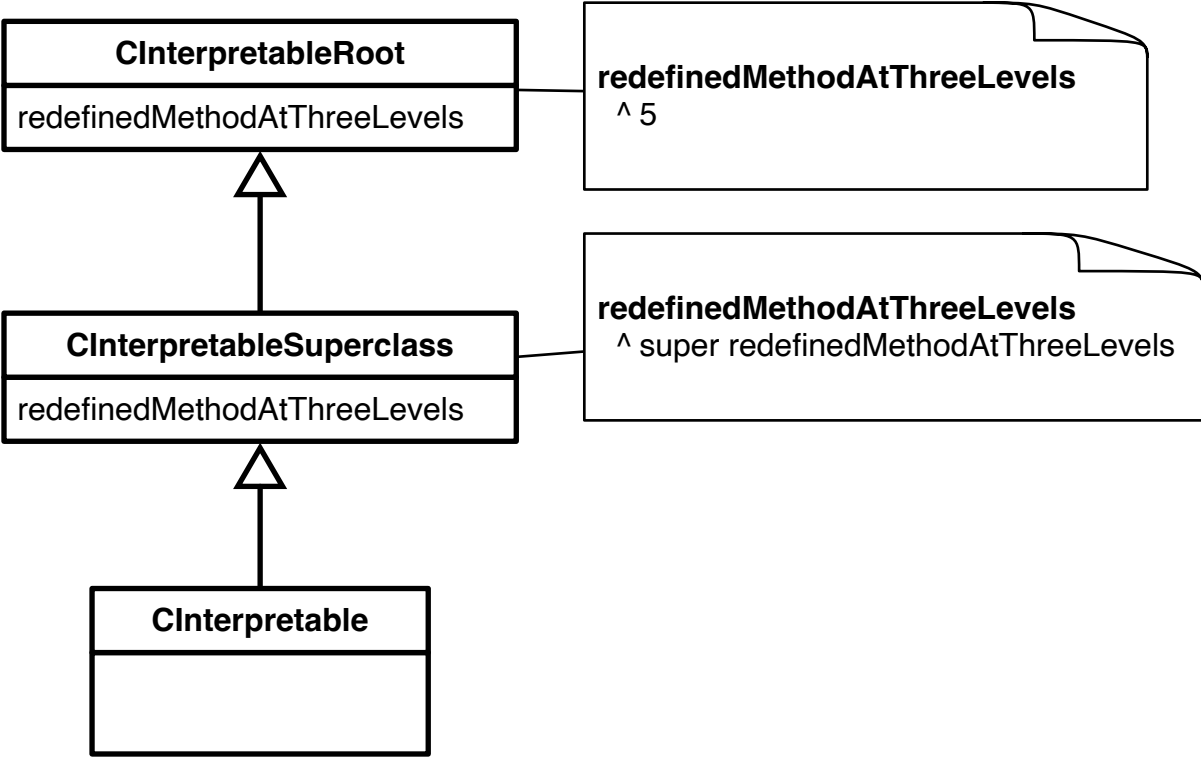 CInterpretableRoot
redefinedMethodAtThreeLevels
redefinedMethodAtThreeLevels
^ 5
CInterpretableSuperclass
redefinedMethodAtThreeLevels
redefinedMethodAtThreeLevels
^ super redefinedMethodAtThreeLevels
CInterpretable